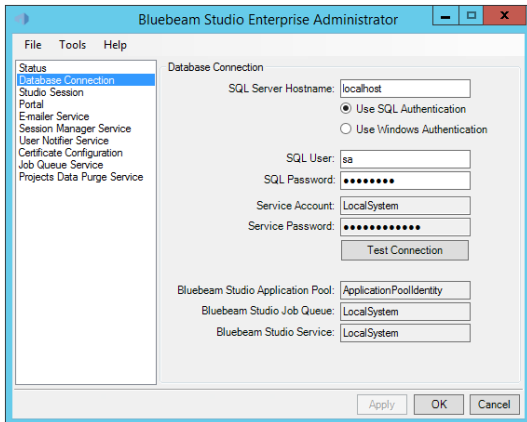 Bluebeam Studio Enterprise Administrator
File Tools Help
Status
Database Connection
Studio Session
Portal
E-mailer Service
Session Manager Service
User Notifier Service
Certificate Configuration
Job Queue Service
Projects Data Purge Service
Database Connection
SQL Server Hostname: localhost
Use SQL Authentication
Use Windows Authentication
SQL User: sa
SQL Password: ●●●●●●●●
Service Account: LocalSystem
Service Password: ●●●●●●●●●●●●
Test Connection
Bluebeam Studio Application Pool: ApplicationPoolIdentity
Bluebeam Studio Job Queue: LocalSystem
Bluebeam Studio Service: LocalSystem
Apply OK Cancel